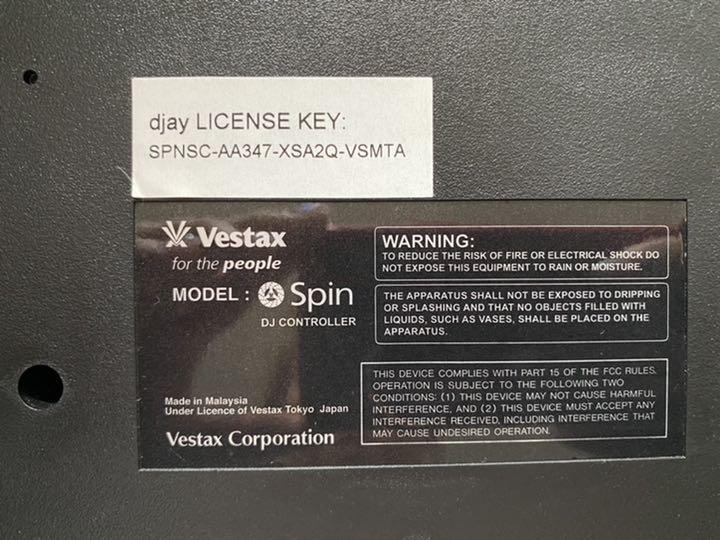 djay LICENSE KEY:
SPNSC-AA347-XSA2Q-VSMTA
Vestax
for the people
MODEL : Spin
DJ CONTROLLER
Made in Malaysia
Under Licence of Vestax Tokyo Japan
Vestax Corporation
WARNING:
TO REDUCE THE RISK OF FIRE OR ELECTRICAL SHOCK DO
NOT EXPOSE THIS EQUIPMENT TO RAIN OR MOISTURE.
THE APPARATUS SHALL NOT BE EXPOSED TO DRIPPING
OR SPLASHING AND THAT NO OBJECTS FILLED WITH
LIQUIDS, SUCH AS VASES, SHALL BE PLACED ON THE
APPARATUS.
THIS DEVICE COMPLIES WITH PART 15 OF THE FCC RULES.
OPERATION IS SUBJECT TO THE FOLLOWING TWO
CONDITIONS: (1) THIS DEVICE MAY NOT CAUSE HARMFUL
INTERFERENCE, AND (2) THIS DEVICE MUST ACCEPT ANY
INTERFERENCE RECEIVED, INCLUDING INTERFERENCE THAT
MAY CAUSE UNDESIRED OPERATION.